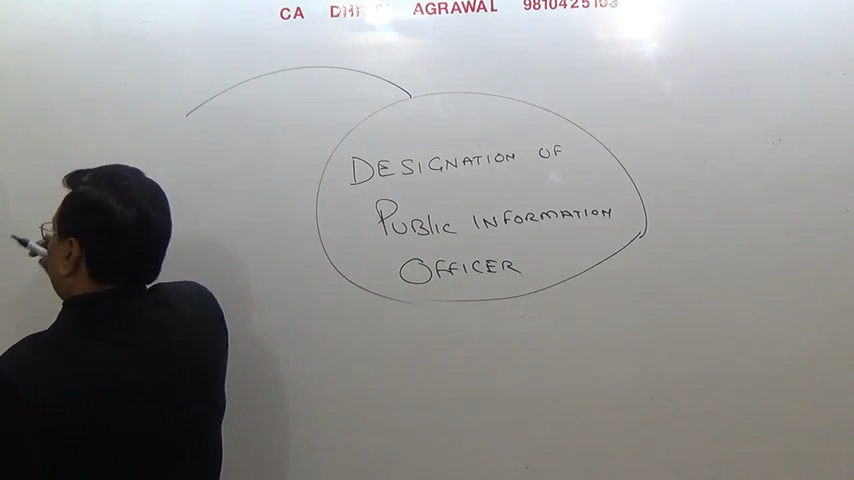 CA AGRAWAL
DESIGNATION OF
PUBLIC INFORMATION
OFFICER